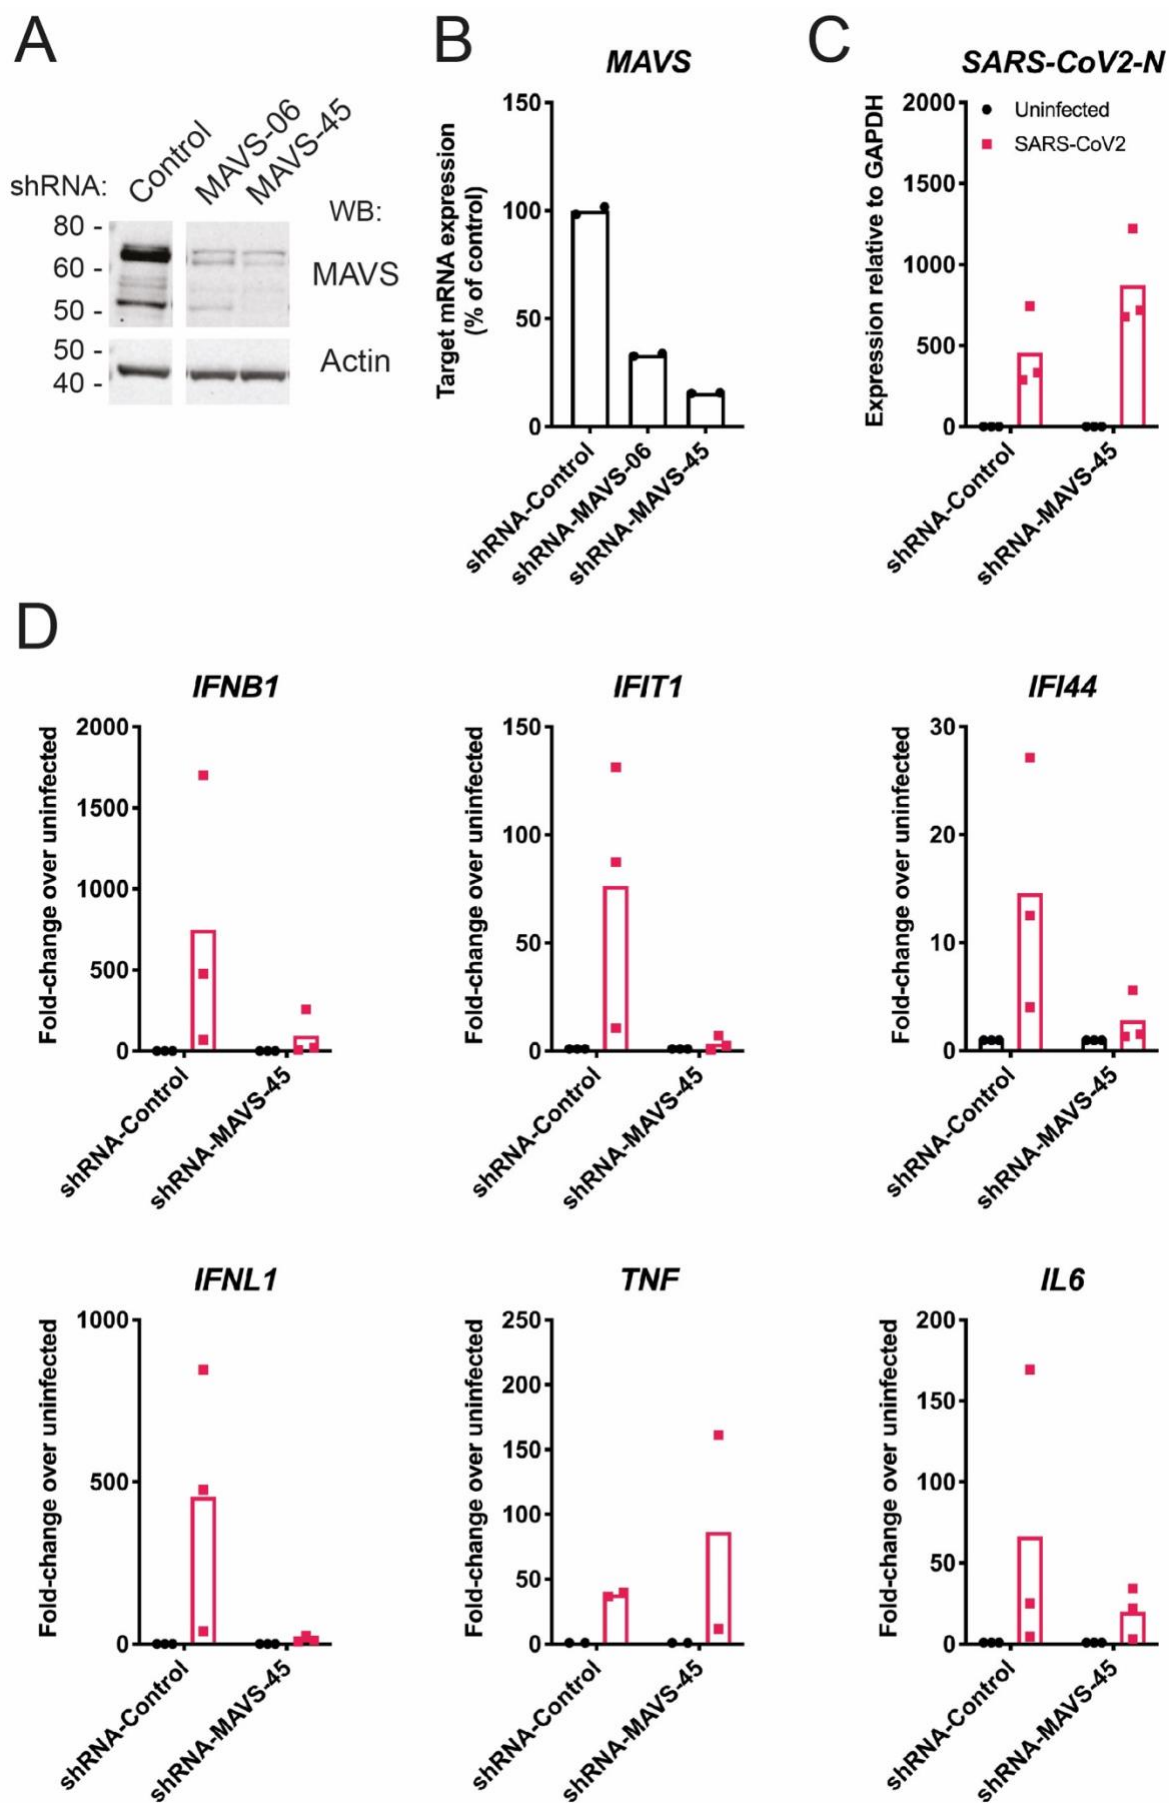 A
shRNA:
Control
MAVS-06
MAVS-45
WB:
80 -
60 -
50 -
MAVS
50 -
40 -
Actin
B
MAVS
Target mRNA expression
(% of control)
150
100
50
0
shRNA-Control
shRNA-MAVS-06
shRNA-MAVS-45
C
SARS-CoV2-N
Expression relative to GAPDH
2000
1500
1000
500
0
Uninfected
SARS-CoV2
shRNA-Control
shRNA-MAVS-45
D
IFNB1
Fold-change over uninfected
2000
1500
1000
500
0
shRNA-Control
shRNA-MAVS-45
IFIT1
Fold-change over uninfected
150
100
50
0
shRNA-Control
shRNA-MAVS-45
IFI44
Fold-change over uninfected
30
20
10
0
shRNA-Control
shRNA-MAVS-45
IFNL1
Fold-change over uninfected
1000
500
0
shRNA-Control
shRNA-MAVS-45
TNF
Fold-change over uninfected
250
200
150
100
50
0
shRNA-Control
shRNA-MAVS-45
IL6
Fold-change over uninfected
200
150
100
50
0
shRNA-Control
shRNA-MAVS-45